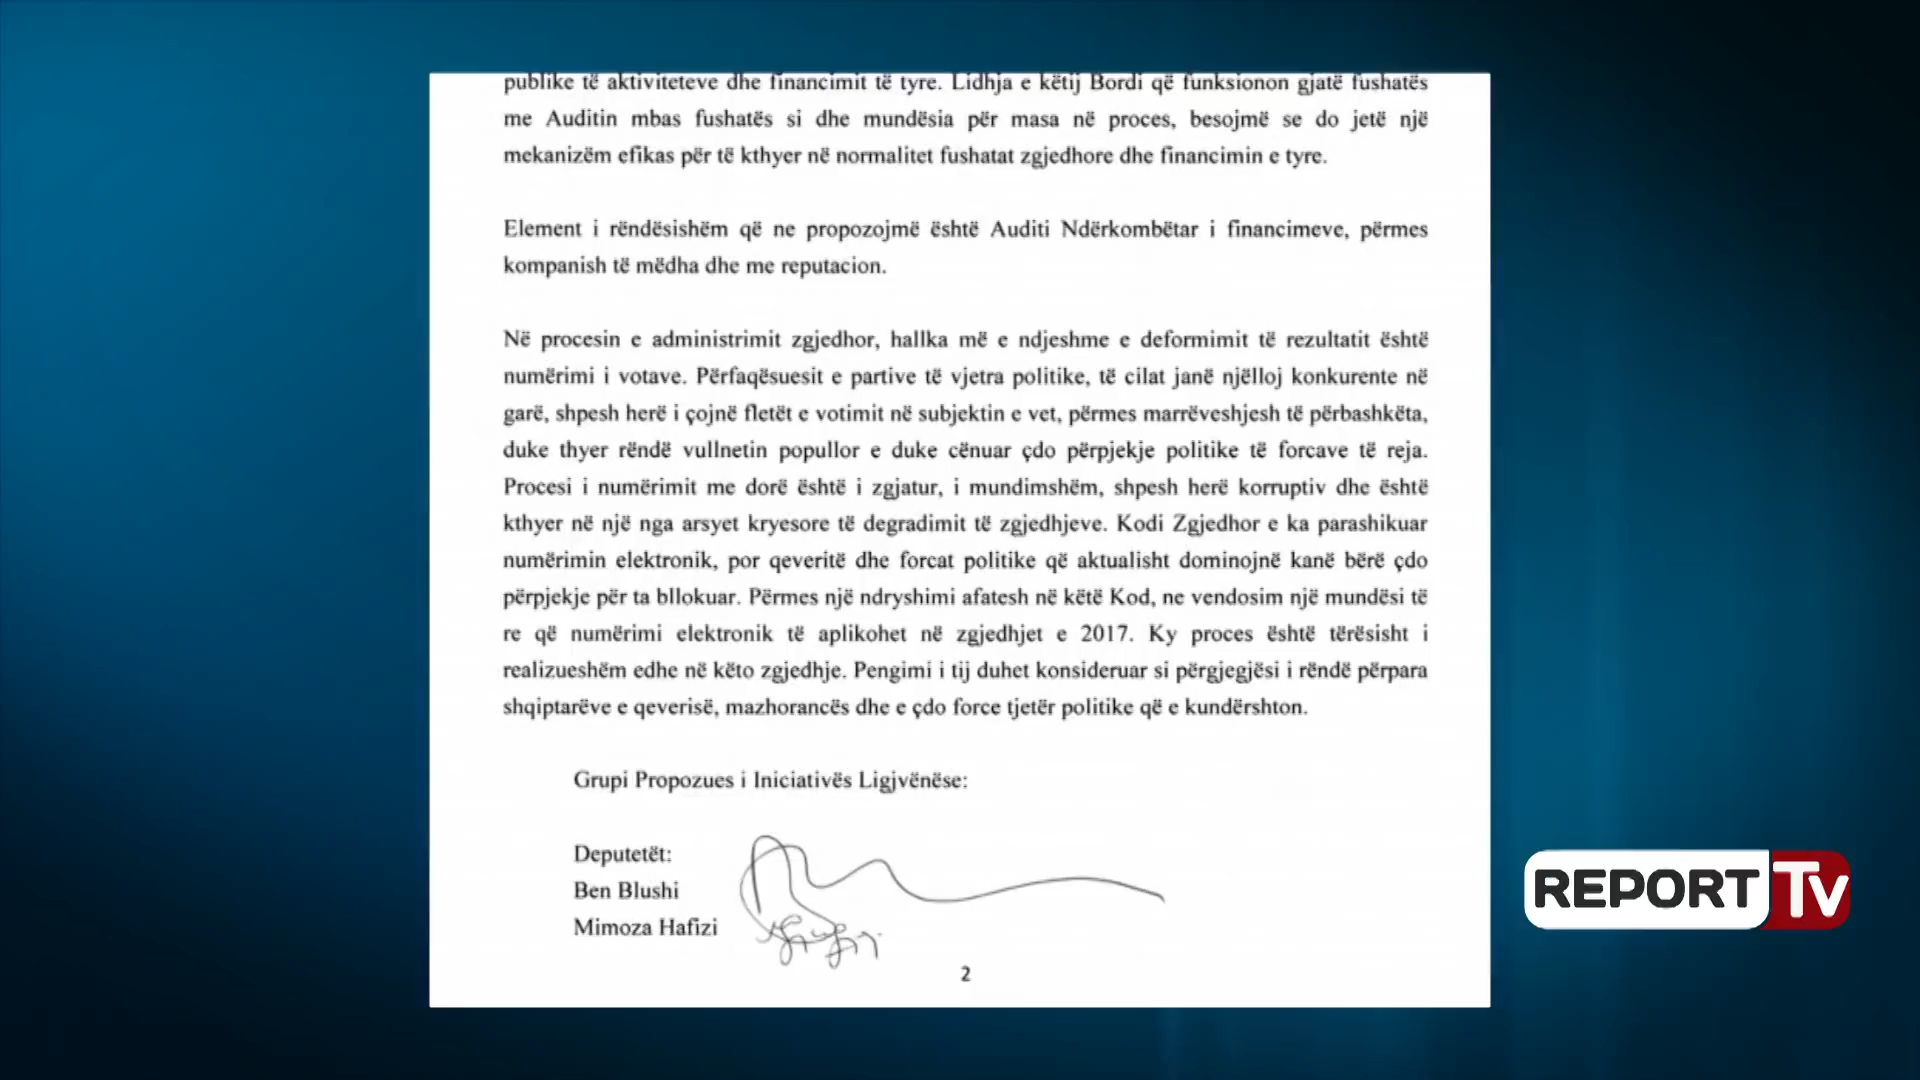 publike të aktiviteteve dhe financimit të tyre. Lidhja e këtij Bordi që funksionon gjatë fushatës
me Auditin mbas fushatës si dhe mundësia për masa në proces, besojmë se do jetë një
mekanizëm efikas për të kthyer në normalitet fushatat zgjedhore dhe financimin e tyre.
Element i rëndësishëm që ne propozojmë është Auditi Ndërkombëtar i financimeve, përmes
kompanish të mëdha dhe me reputacion.
Në procesin e administrimit zgjedhor, hallka më e ndjeshme e deformimit të rezultatit është
numërimi i votave. Përfaqësuesit e partive të vjetra politike, të cilat janë njëlloj konkurente në
garë, shpesh herë i çojnë fletët e votimit në subjektin e vet, përmes marrëveshjesh të përbashkëta,
duke thyer rëndë vullnetin popullor e duke cënuar çdo përpjekje politike të forcave të reja.
Procesi i numërimit me dorë është i zgjatur, i mundimshëm, shpesh herë korruptiv dhe është
kthyer në një nga arsyet kryesore të degradimit të zgjedhjeve. Kodi Zgjedhor e ka parashikuar
numërimin elektronik, por qeveritë dhe forcat politike që aktualisht dominojnë kanë bërë çdo
përpjekje për ta bllokuar. Përmes një ndryshimi afatesh në këtë Kod, ne vendosim një mundësi të
re që numërimi elektronik të aplikohet në zgjedhjet e 2017. Ky proces është tërësisht i
realizueshëm edhe në këto zgjedhje. Pengimi i tij duhet konsideruar si përgjegjësi i rëndë përpara
shqiptarëve e qeverisë, mazhorancës dhe e çdo force tjetër politike që e kundërshton.
Grupi Propozues i Iniciativës Ligjvënëse:
Deputetët:
Ben Blushi
Mimoza Hafizi
2
REPORT Tv